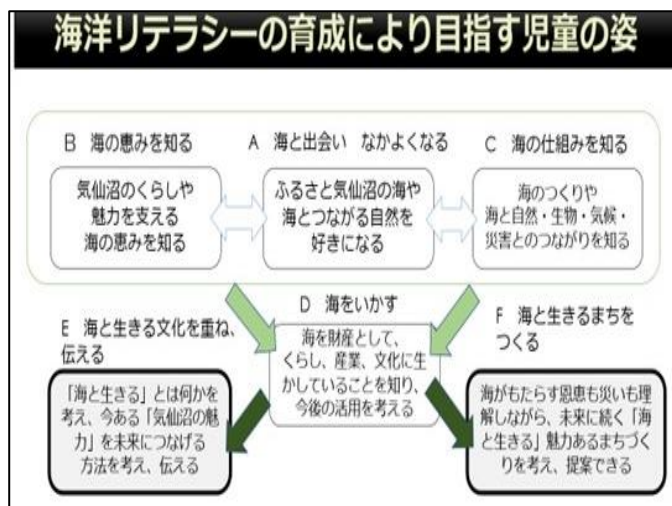 海洋リテラシーの育成により目指す児童の姿
B 海の恵みを知る
気仙沼のくらしや
魅力を支える
海の恵みを知る
A 海と出会い なかよくなる
ふるさと気仙沼の海や
海とつながる自然を
好きになる
C 海の仕組みを知る
海のつくりや
海と自然・生物・気候・
災害とのつながりを知る
D 海をいかす
海を財産として、
くらし、産業、文化に生
かしていることを知り、
今後の活用を考える
E 海と生きる文化を重ね、
伝える
「海と生きる」とは何かを
考え、今ある「気仙沼の魅
力」を未来につなげる
方法を考え、伝える
F 海と生きるまちを
つくる
海がもたらす恩恵も災いも理
解しながら、未来に続く「海
と生きる」魅力あるまちづく
りを考え、提案できる